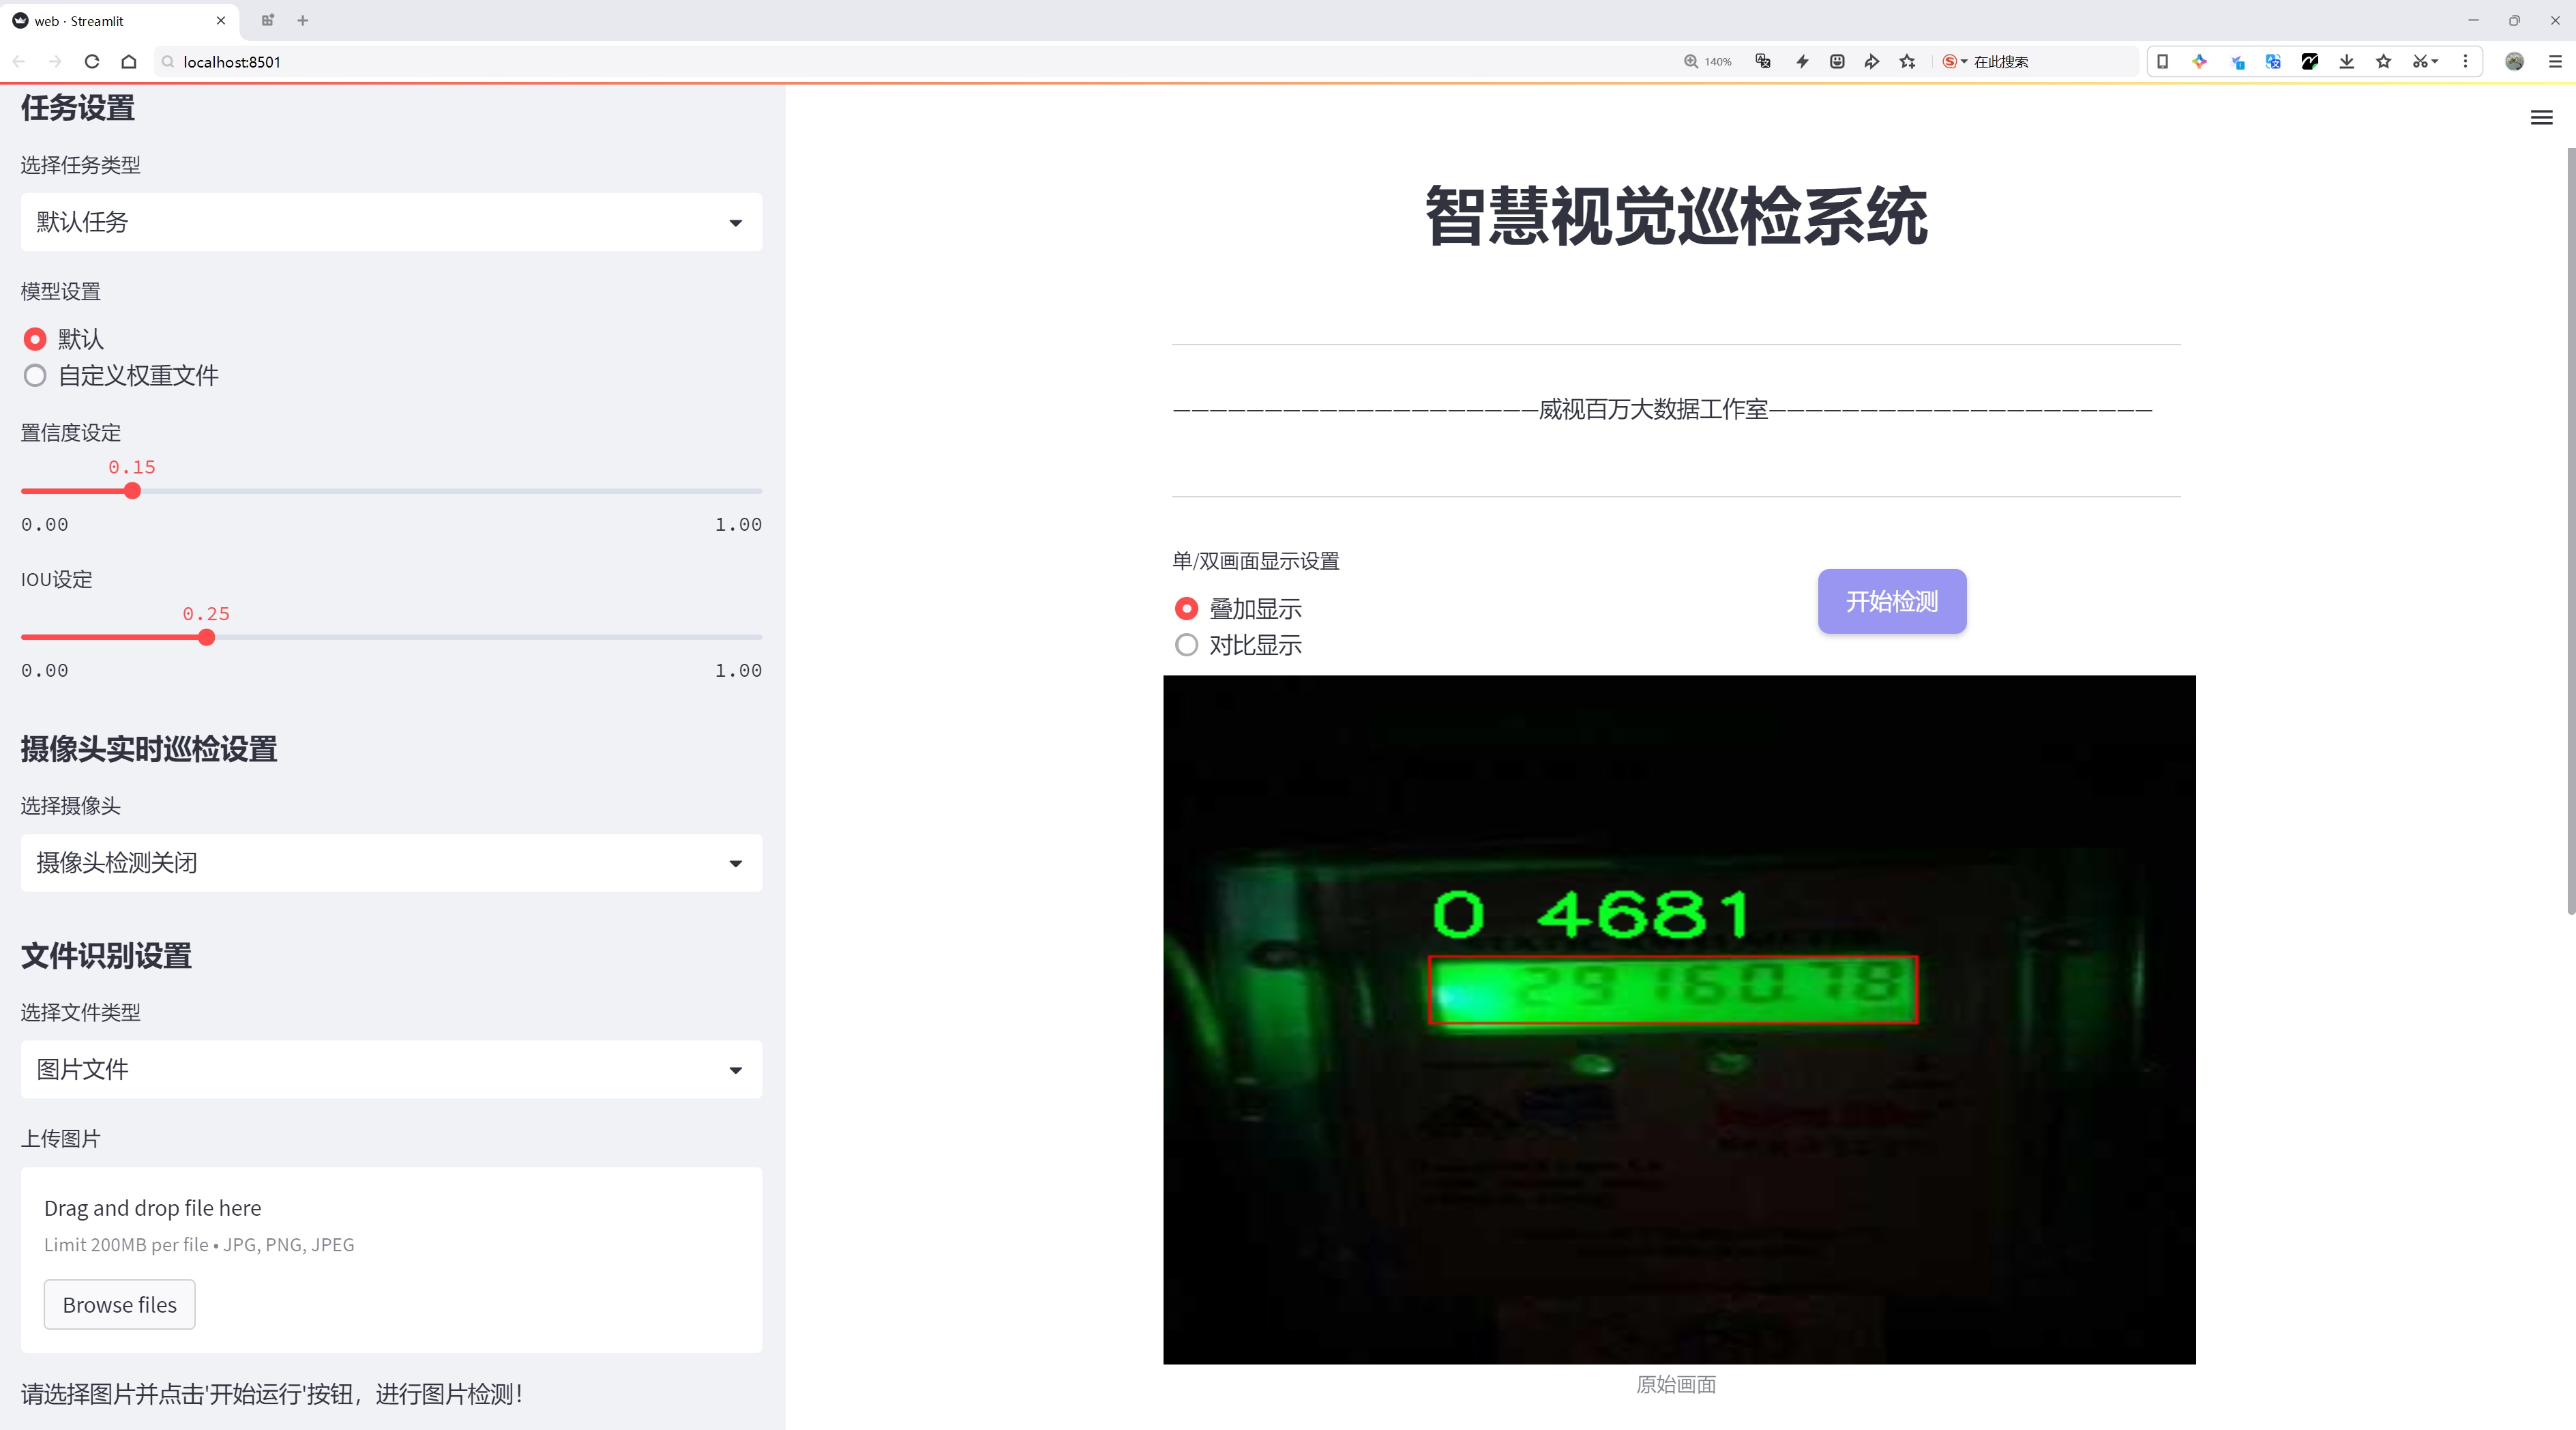 web · Streamlit
localhost:8501
140%
在此搜索
任务设置
选择任务类型
默认任务
模型设置
默认
自定义权重文件
置信度设定
0.15
0.00
1.00
IOU设定
0.25
0.00
1.00
摄像头实时巡检设置
选择摄像头
摄像头检测关闭
文件识别设置
选择文件类型
图片文件
上传图片
Drag and drop file here
Limit 200MB per file • JPG, PNG, JPEG
Browse files
请选择图片并点击'开始运行'按钮，进行图片检测！
智慧视觉巡检系统
————————————————————威视百万大数据工作室—————————————————————
单/双画面显示设置
叠加显示
对比显示
开始检测
0 4681
29160.78
原始画面